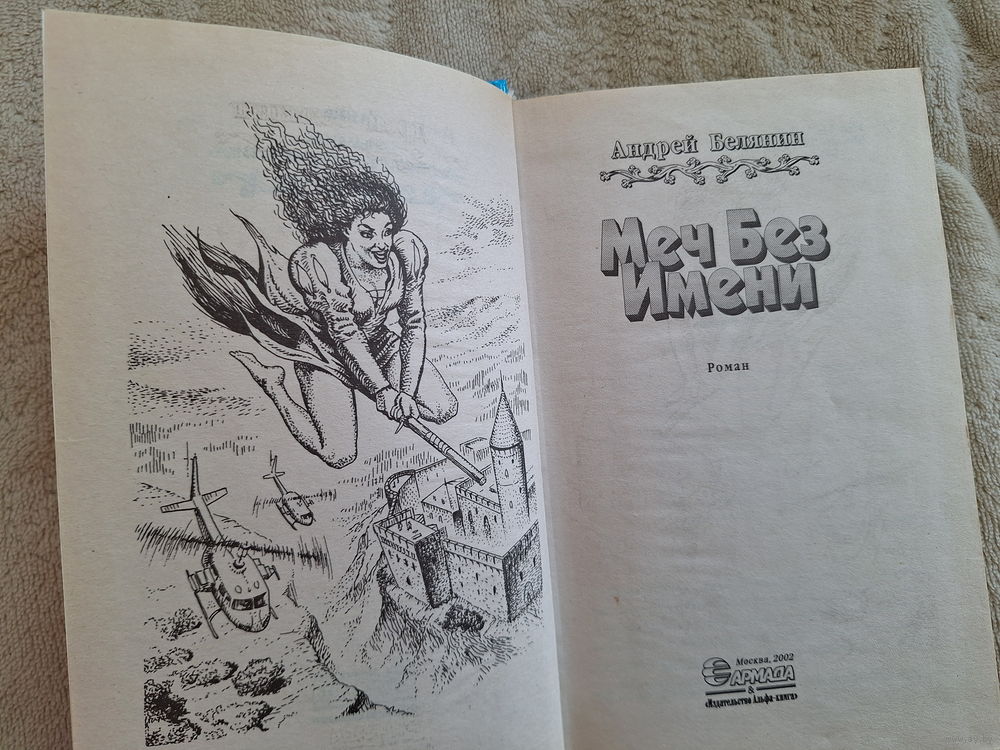 Андрей Белянин
Меч Без
Имени
Роман
Москва, 2002
АРМАДА
&
«Издательство Альфа-книга»